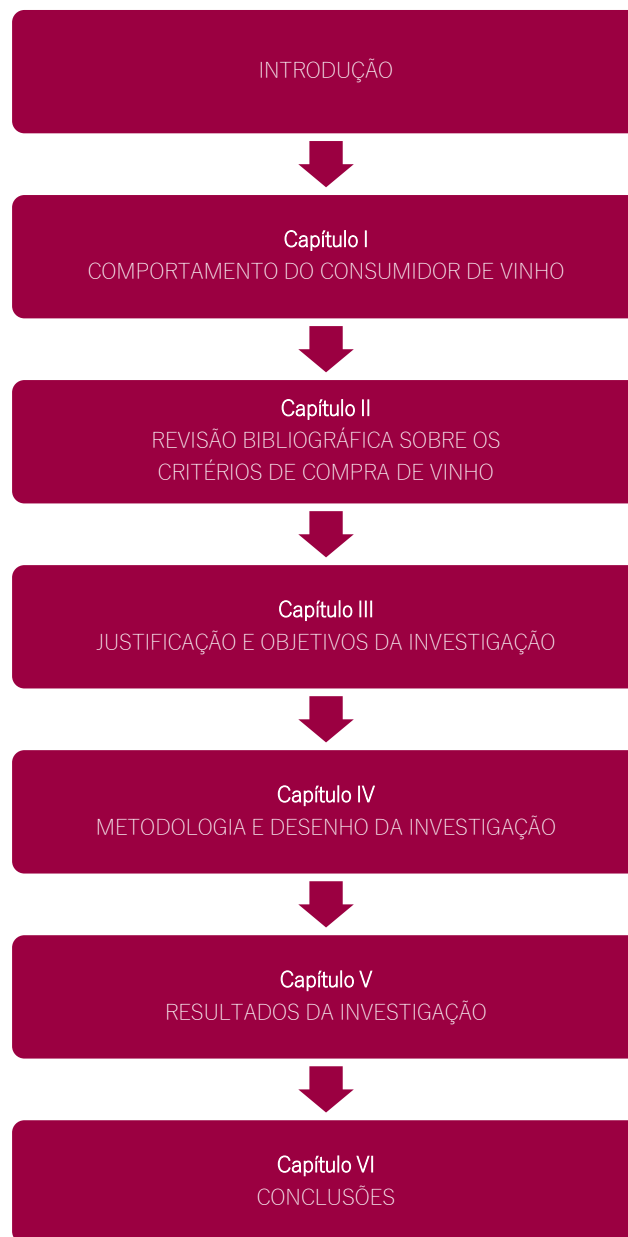 INTRODUÇÃO
Capítulo I
COMPORTAMENTO DO CONSUMIDOR DE VINHO
Capítulo II
REVISÃO BIBLIOGRÁFICA SOBRE OS
CRITÉRIOS DE COMPRA DE VINHO
Capítulo III
JUSTIFICAÇÃO E OBJETIVOS DA INVESTIGAÇÃO
Capítulo IV
METODOLOGIA E DESENHO DA INVESTIGAÇÃO
Capítulo V
RESULTADOS DA INVESTIGAÇÃO
Capítulo VI
CONCLUSÕES